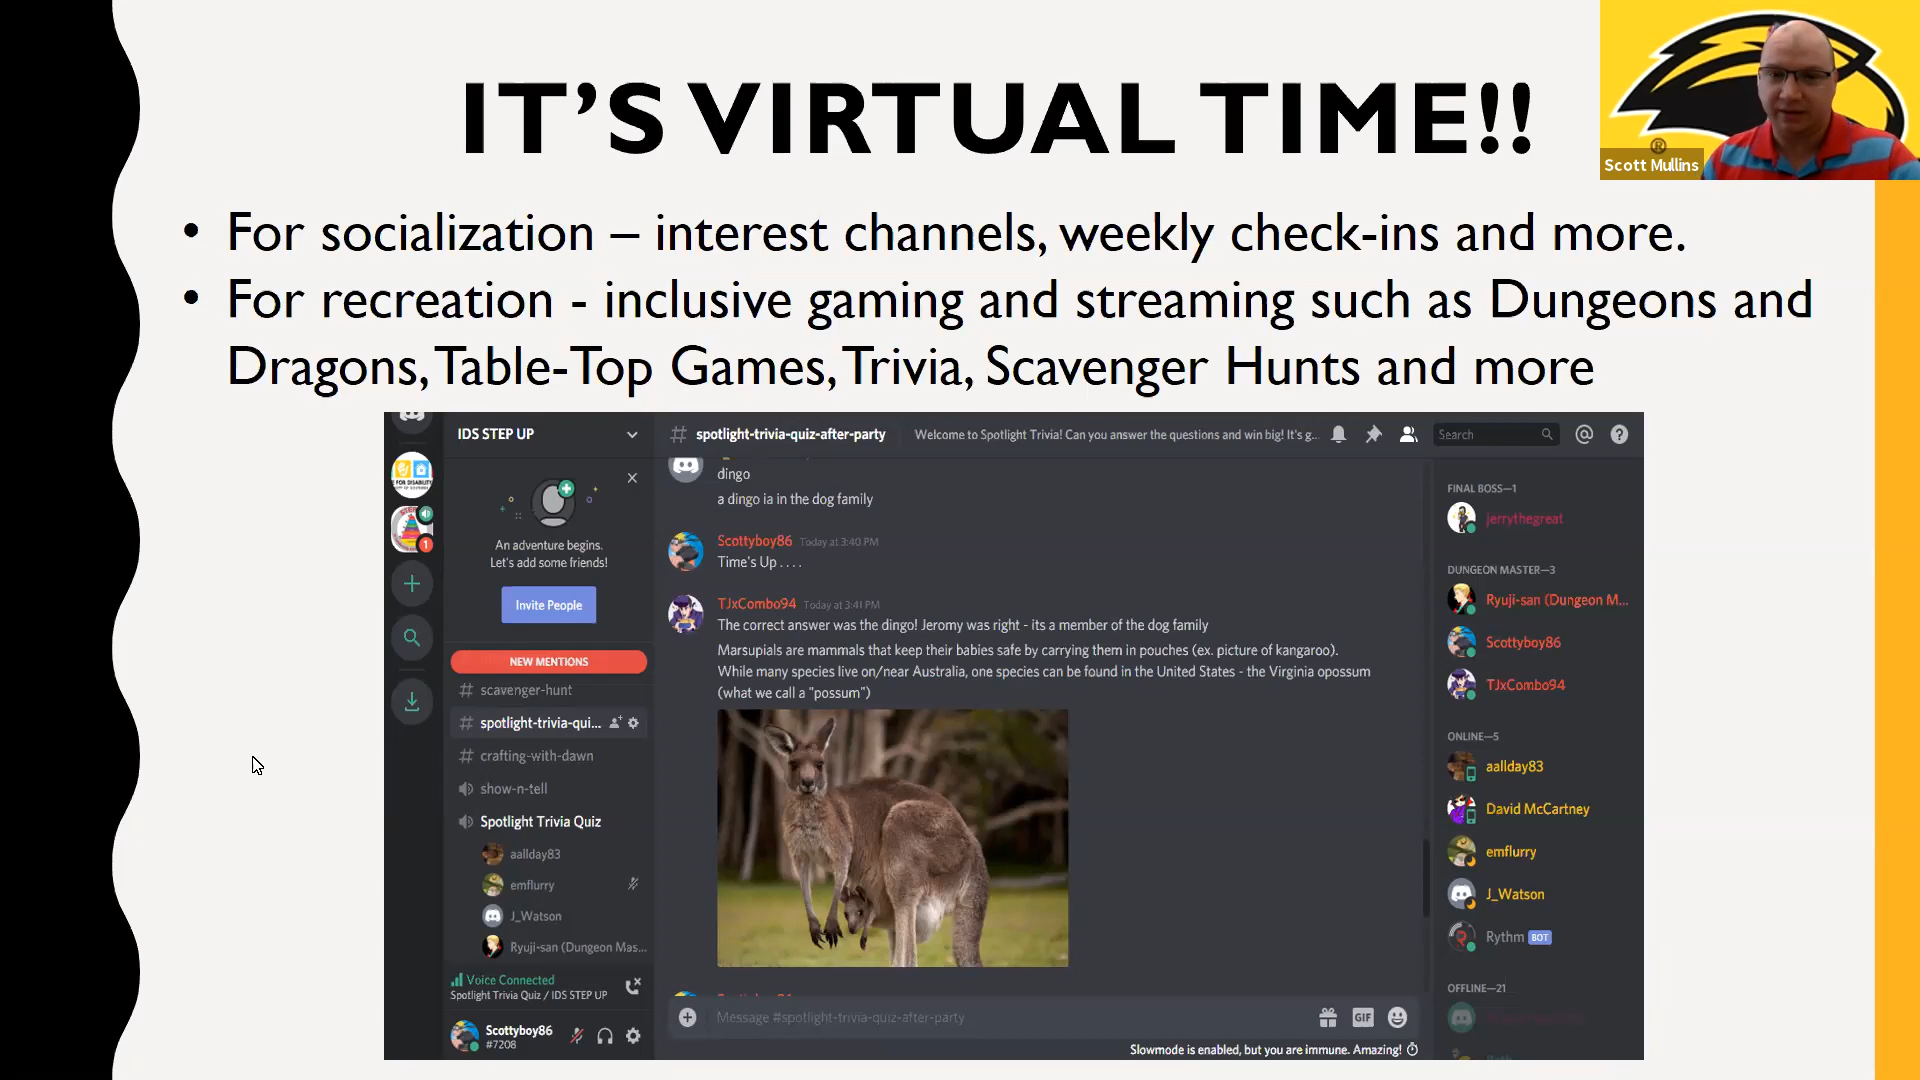 IT'S VIRTUAL TIME!!
®
Scott Mullins
• For socialization – interest channels, weekly check-ins and more.
• For recreation - inclusive gaming and streaming such as Dungeons and
Dragons, Table-Top Games, Trivia, Scavenger Hunts and more
IDS STEP UP
An adventure begins.
Let's add some friends!
Invite People
NEW MENTIONS
# scavenger-hunt
# spotlight-trivia-qui...
# crafting-with-dawn
show-n-tell
Spotlight Trivia Quiz
aallday83
emflurry
J_Watson
Ryuji-san (Dungeon Mas...
Voice Connected
Spotlight Trivia Quiz / IDS STEP UP
Scottyboy86
#7208
1
# spotlight-trivia-quiz-after-party
Welcome to Spotlight Trivia! Can you answer the questions and win big! It's g...
Search
dingo
a dingo ia in the dog family
Scottyboy86 Today at 3:40 PM
Time's Up . . . .
TJxCombo94 Today at 3:41 PM
The correct answer was the dingo! Jeromy was right - its a member of the dog family
Marsupials are mammals that keep their babies safe by carrying them in pouches (ex. picture of kangaroo).
While many species live on/near Australia, one species can be found in the United States - the Virginia opossum
(what we call a "possum")
Message #spotlight-trivia-quiz-after-party
GIF
Slowmode is enabled, but you are immune. Amazing!
FINAL BOSS—1
jerrythegreat
DUNGEON MASTER—3
Ryuji-san (Dungeon M...
Scottyboy86
TJxCombo94
ONLINE—5
aallday83
David McCartney
emflurry
J_Watson
Rythm BOT
OFFLINE—21